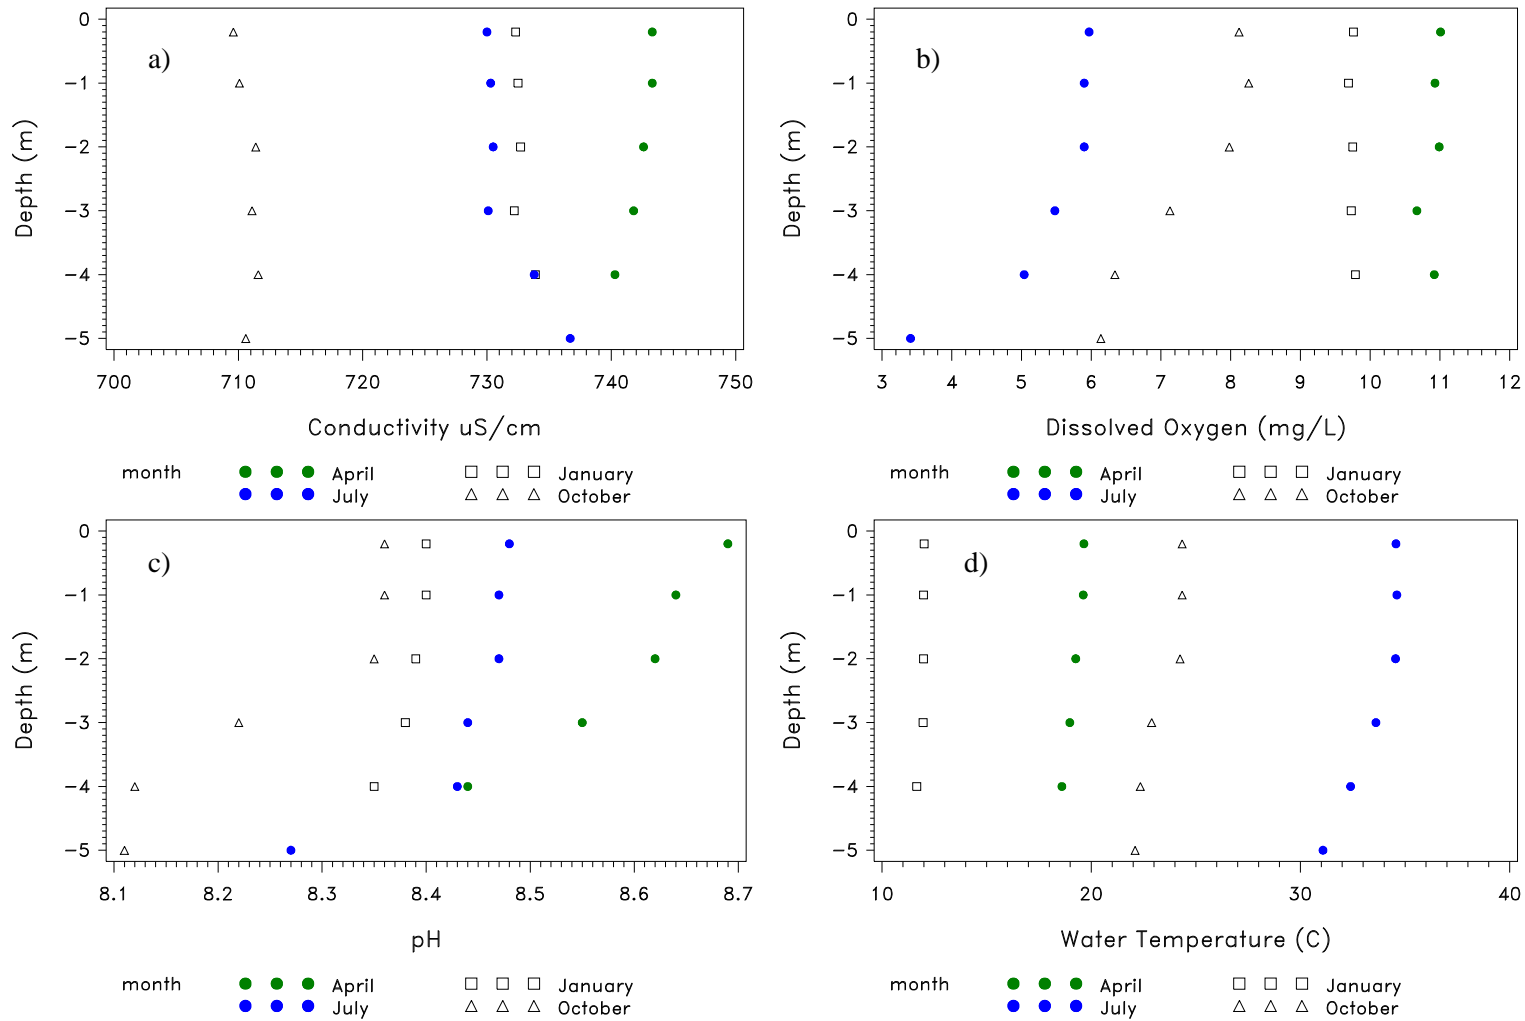 a)
Depth (m)
0
−1
−2
−3
−4
−5
700 710 720 730 740 750
Conductivity uS/cm
month April January
July October
b)
Depth (m)
0
−1
−2
−3
−4
−5
3 4 5 6 7 8 9 10 11 12
Dissolved Oxygen (mg/L)
month April January
July October
c)
Depth (m)
0
−1
−2
−3
−4
−5
8.1 8.2 8.3 8.4 8.5 8.6 8.7
pH
month April January
July October
d)
Depth (m)
0
−1
−2
−3
−4
−5
10 20 30 40
Water Temperature (C)
month April January
July October